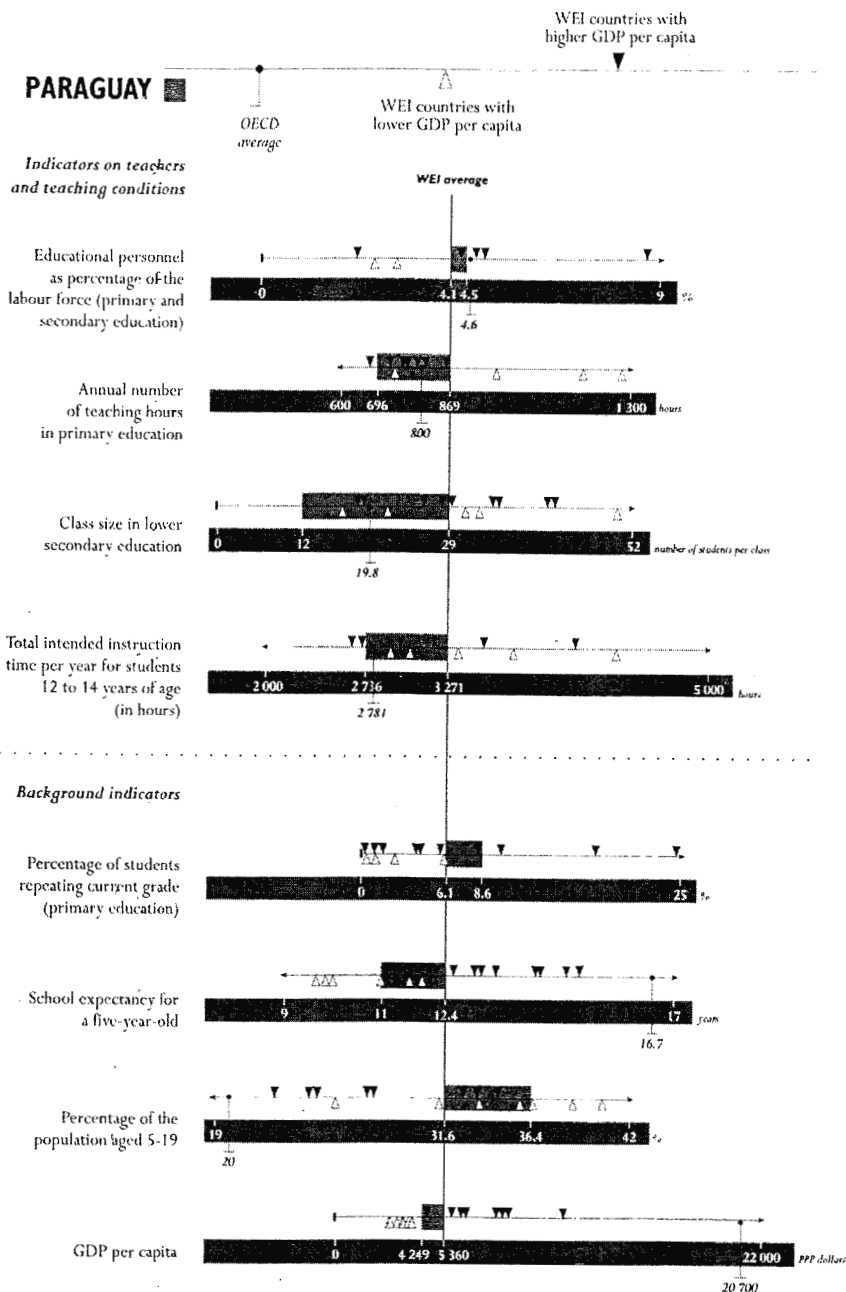 WEI countries with
higher GDP per capita
PARAGUAY
WEI countries with
lower GDP per capita
OECD
average
Indicators on teachers
and teaching conditions
WEI average
Educational personnel
as percentage of the
labour force (primary and
secondary education)
0 4.1 4.5 9 %
4.6
Annual number
of teaching hours
in primary education
600 696 869 1 300 hours
800
Class size in lower
secondary education
0 12 29 52 number of students per class
19.8
Total intended instruction
time per year for students
12 to 14 years of age
(in hours)
2 000 2 736 3 271 5 000 hours
2 781
Background indicators
Percentage of students
repeating current grade
(primary education)
0 6.1 8.6 25 %
School expectancy for
a five-year-old
9 11 12.4 17 years
16.7
Percentage of the
population aged 5-19
19 31.6 36.4 42 %
20
GDP per capita
0 4 249 5 360 22 000 PPP dollars
20 700